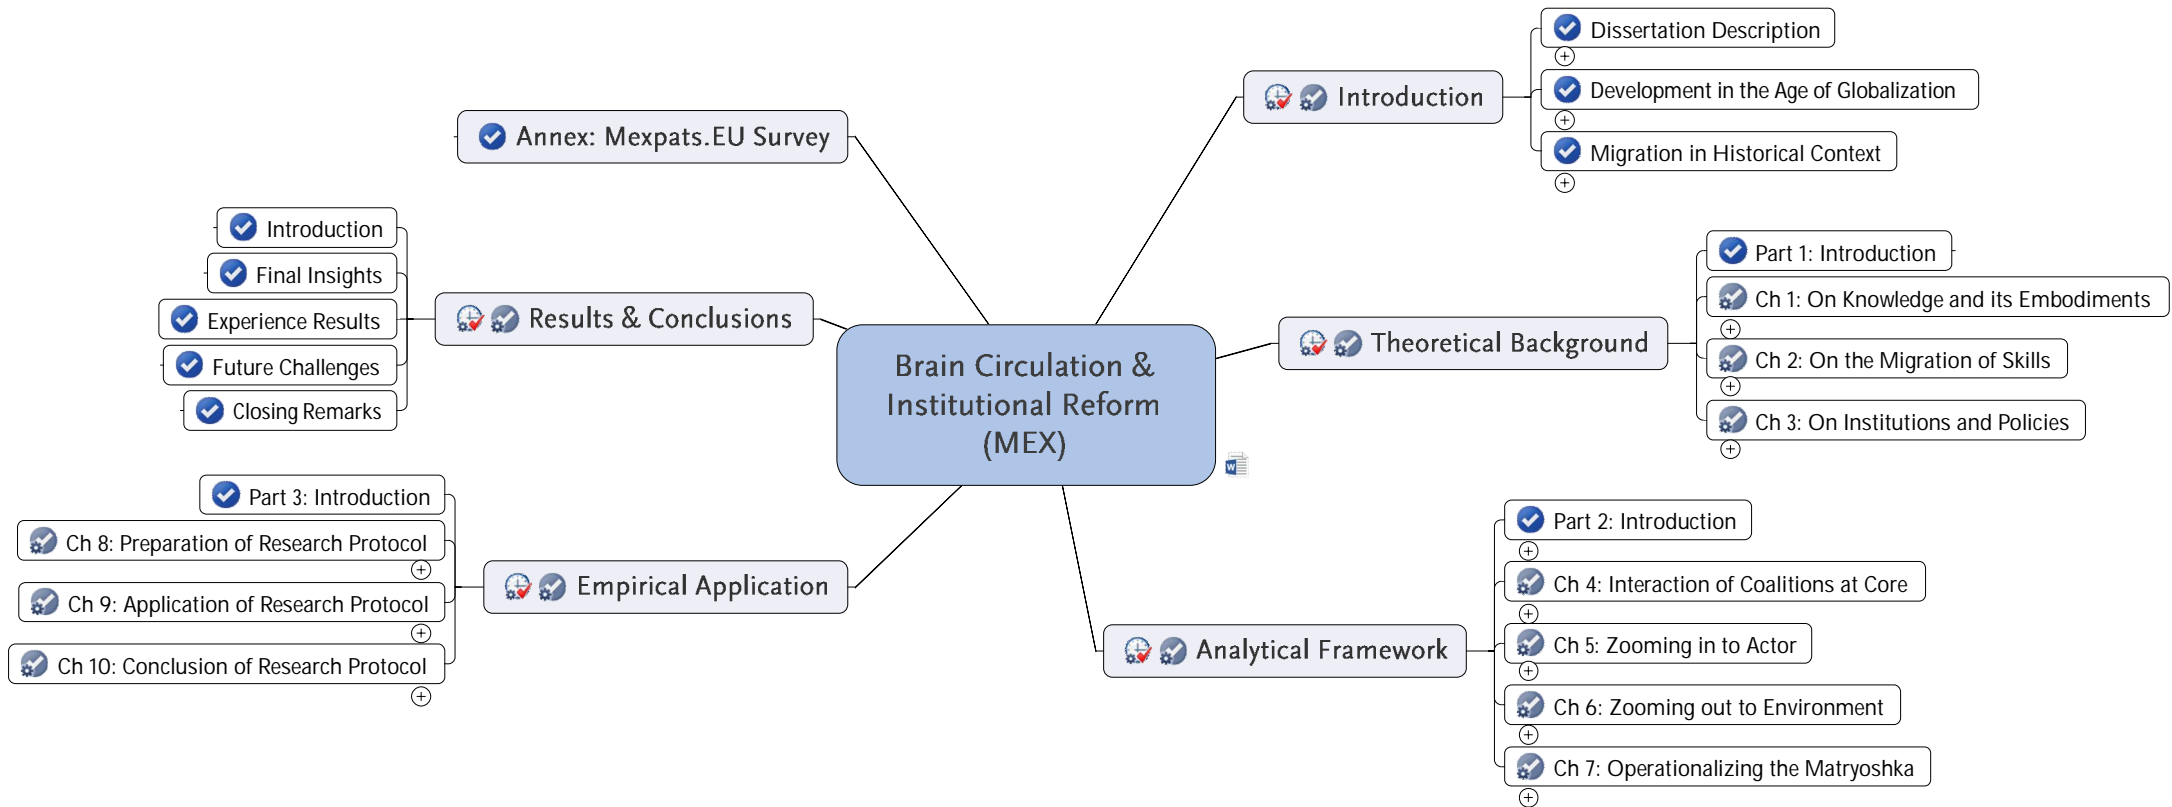 Brain Circulation &
Institutional Reform
(MEX)
Introduction
Dissertation Description
Development in the Age of Globalization
Migration in Historical Context
Theoretical Background
Part 1: Introduction
Ch 1: On Knowledge and its Embodiments
Ch 2: On the Migration of Skills
Ch 3: On Institutions and Policies
Analytical Framework
Part 2: Introduction
Ch 4: Interaction of Coalitions at Core
Ch 5: Zooming in to Actor
Ch 6: Zooming out to Environment
Ch 7: Operationalizing the Matryoshka
Empirical Application
Part 3: Introduction
Ch 8: Preparation of Research Protocol
Ch 9: Application of Research Protocol
Ch 10: Conclusion of Research Protocol
Results & Conclusions
Introduction
Final Insights
Experience Results
Future Challenges
Closing Remarks
Annex: Mexpats.EU Survey
W